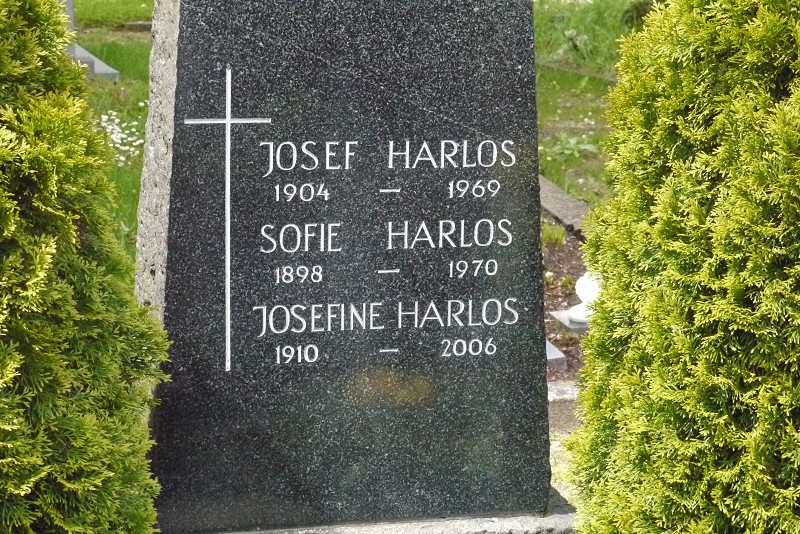 JOSEF HARLOS
1904 – 1969
SOFIE HARLOS
1898 – 1970
JOSEFINE HARLOS
1910 – 2006